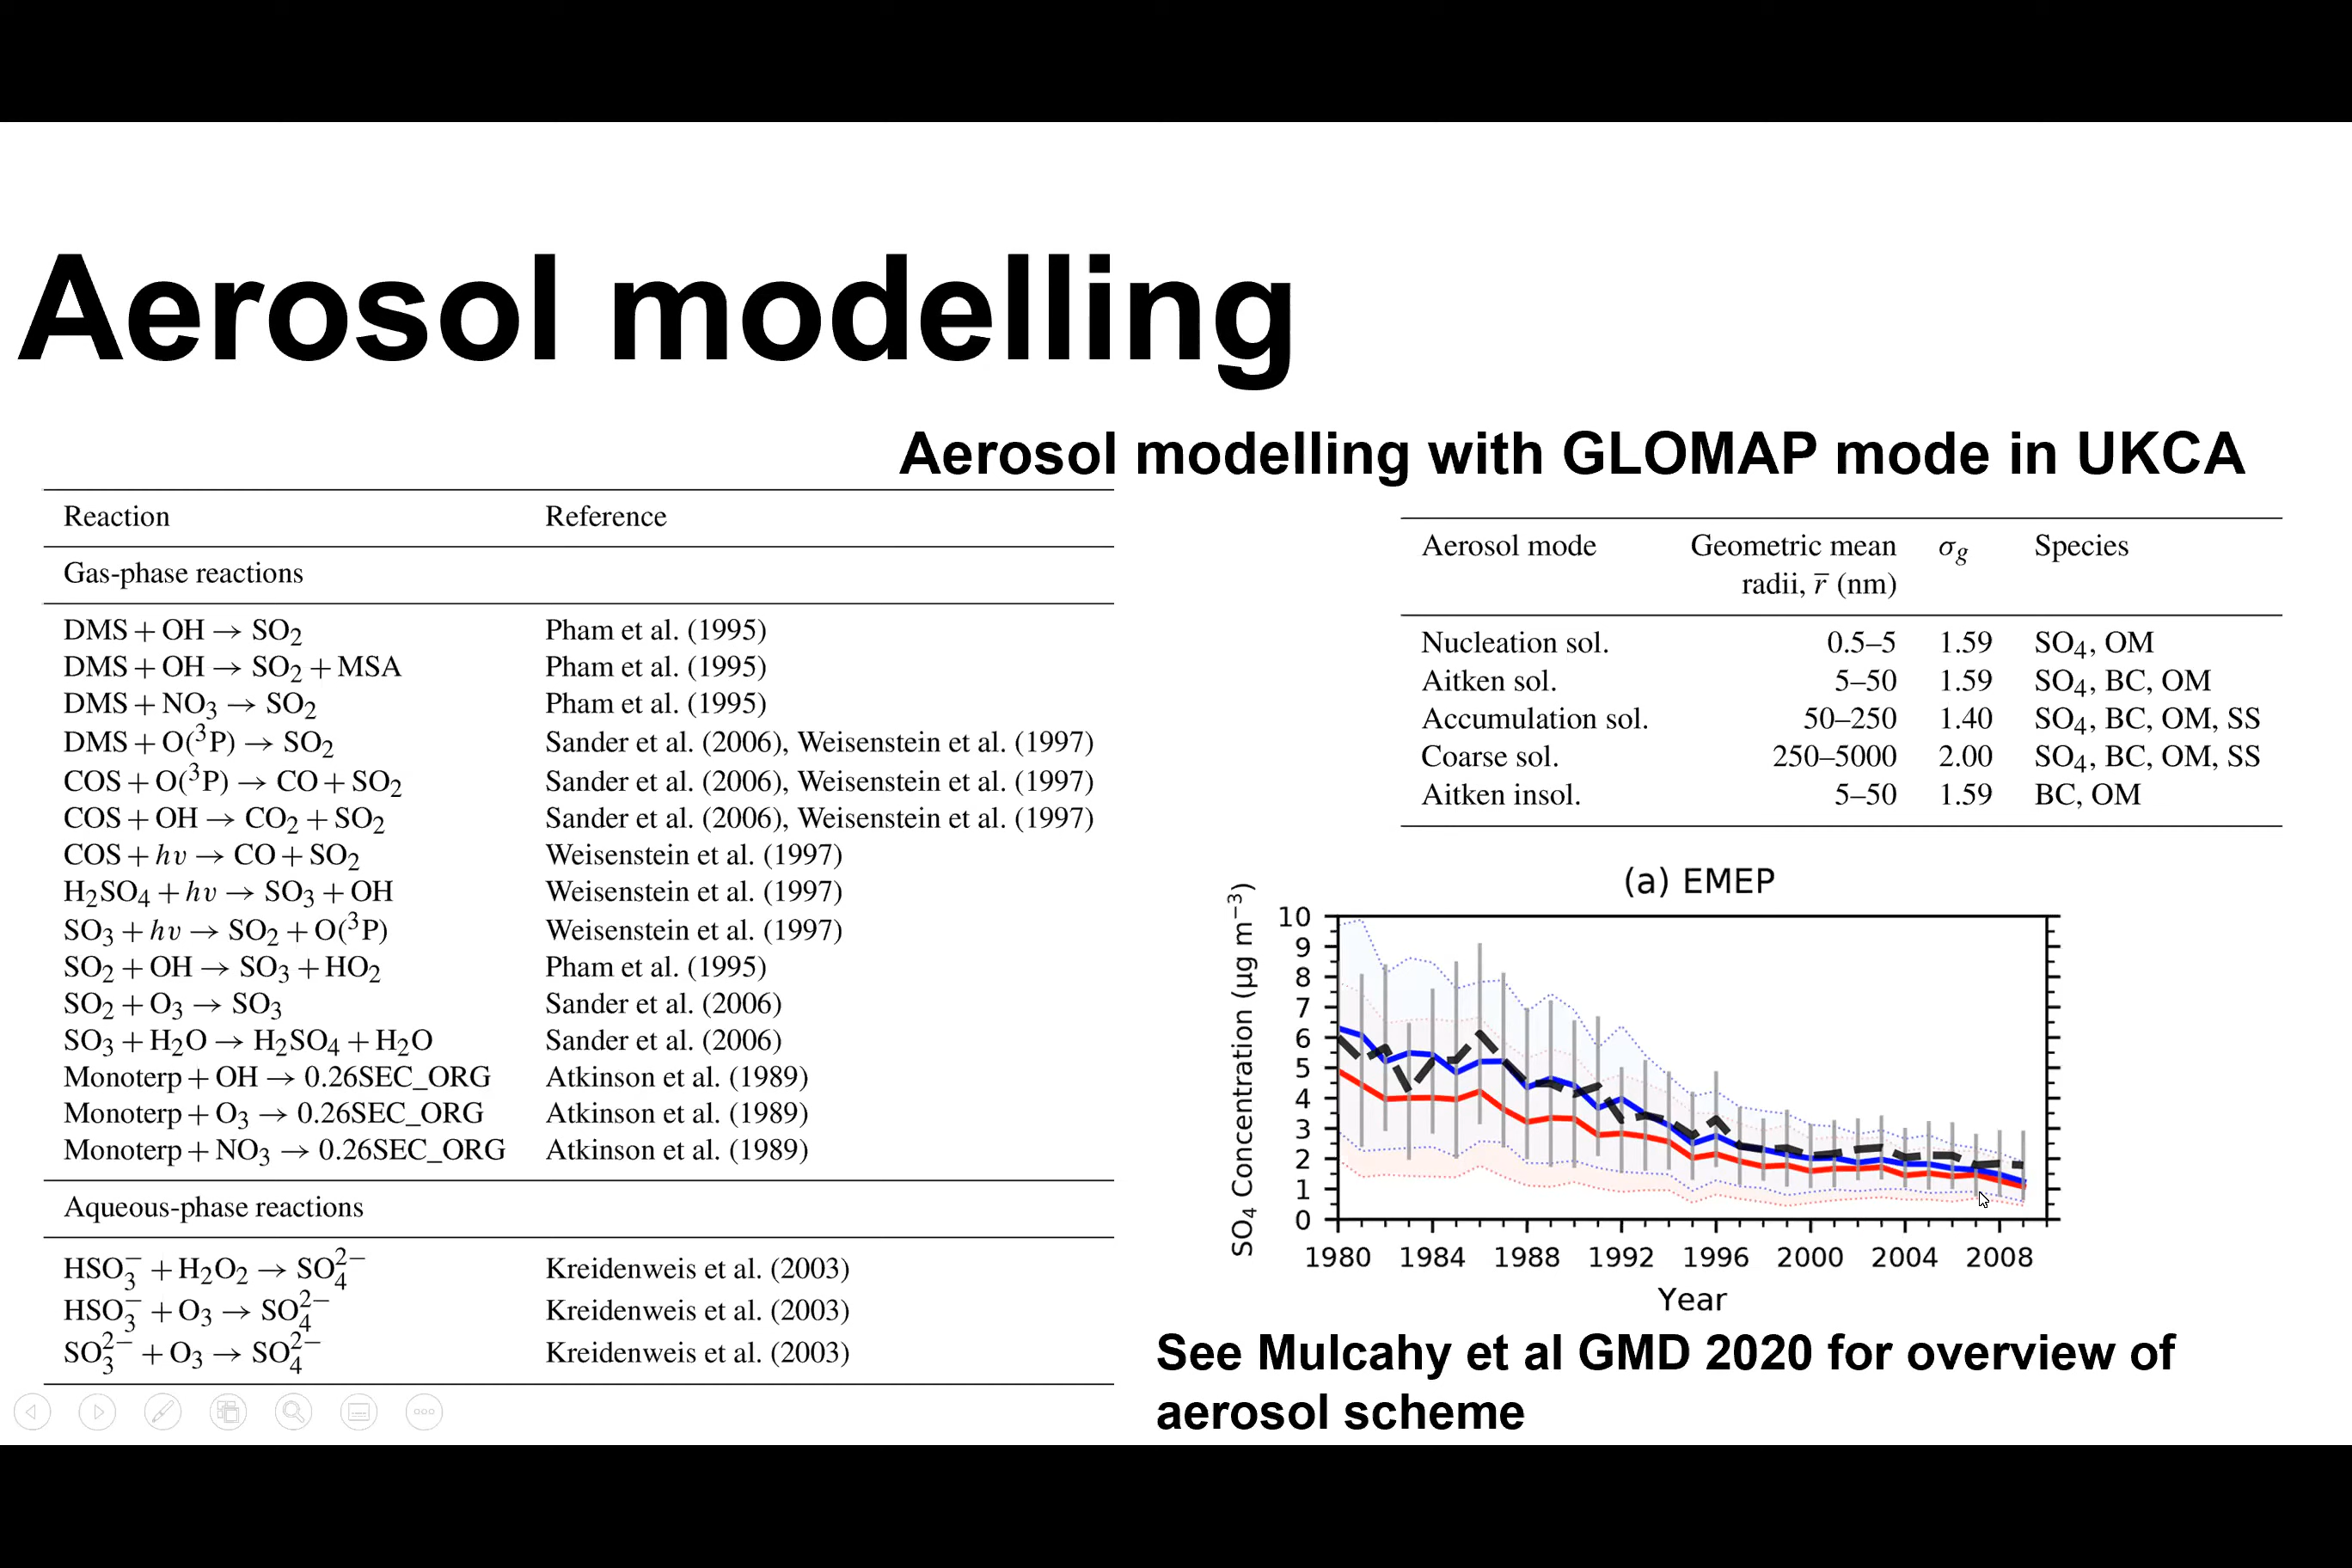 Aerosol modelling
Aerosol modelling with GLOMAP mode in UKCA
Reaction Reference
Gas-phase reactions
DMS + OH → SO₂ Pham et al. (1995)
DMS + OH → SO₂ + MSA Pham et al. (1995)
DMS + NO₃ → SO₂ Pham et al. (1995)
DMS + O(³P) → SO₂ Sander et al. (2006), Weisenstein et al. (1997)
COS + O(³P) → CO + SO₂ Sander et al. (2006), Weisenstein et al. (1997)
COS + OH → CO₂ + SO₂ Sander et al. (2006), Weisenstein et al. (1997)
COS + hν → CO + SO₂ Weisenstein et al. (1997)
H₂SO₄ + hν → SO₃ + OH Weisenstein et al. (1997)
SO₃ + hν → SO₂ + O(³P) Weisenstein et al. (1997)
SO₂ + OH → SO₃ + HO₂ Pham et al. (1995)
SO₂ + O₃ → SO₃ Sander et al. (2006)
SO₃ + H₂O → H₂SO₄ + H₂O Sander et al. (2006)
Monoterp + OH → 0.26SEC_ORG Atkinson et al. (1989)
Monoterp + O₃ → 0.26SEC_ORG Atkinson et al. (1989)
Monoterp + NO₃ → 0.26SEC_ORG Atkinson et al. (1989)
Aqueous-phase reactions
HSO₃⁻ + H₂O₂ → SO₄²⁻ Kreidenweis et al. (2003)
HSO₃⁻ + O₃ → SO₄²⁻ Kreidenweis et al. (2003)
SO₃²⁻ + O₃ → SO₄²⁻ Kreidenweis et al. (2003)
Aerosol mode Geometric mean σg Species
radii, r̅ (nm)
Nucleation sol. 0.5–5 1.59 SO₄, OM
Aitken sol. 5–50 1.59 SO₄, BC, OM
Accumulation sol. 50–250 1.40 SO₄, BC, OM, SS
Coarse sol. 250–5000 2.00 SO₄, BC, OM, SS
Aitken insol. 5–50 1.59 BC, OM
(a) EMEP
SO₄ Concentration (µg m⁻³)
10
9
8
7
6
5
4
3
2
1
0
1980 1984 1988 1992 1996 2000 2004 2008
Year
See Mulcahy et al GMD 2020 for overview of
aerosol scheme